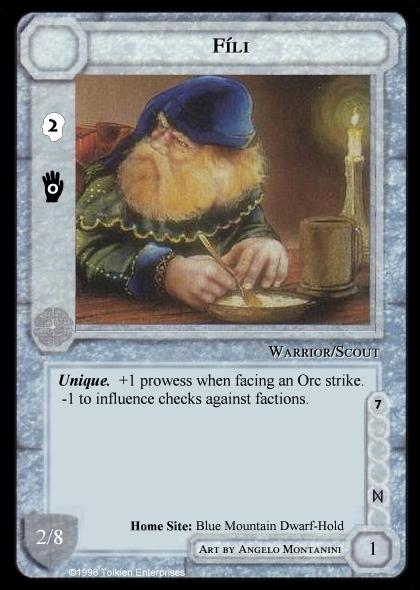 FÍLI
2
WARRIOR/SCOUT
Unique. +1 prowess when facing an Orc strike.
-1 to influence checks against factions.
7
ᛞ
Home Site: Blue Mountain Dwarf-Hold
2/8
ART BY ANGELO MONTANINI
1
©1998 Tolkien Enterprises